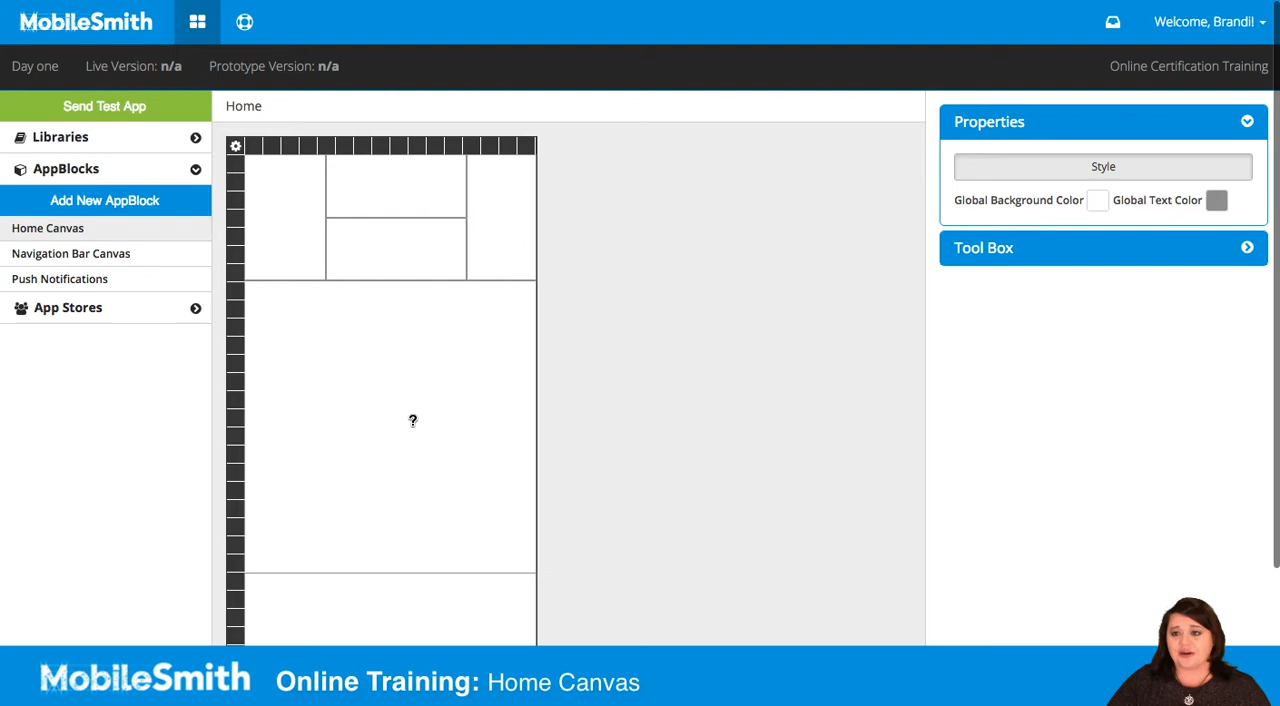 MobileSmith
Welcome, Brandi!
Day one Live Version: n/a Prototype Version: n/a Online Certification Training
Send Test App
Libraries
AppBlocks
Add New AppBlock
Home Canvas
Navigation Bar Canvas
Push Notifications
App Stores
Home
?
Properties
Style
Global Background Color Global Text Color
Tool Box
MobileSmith Online Training: Home Canvas